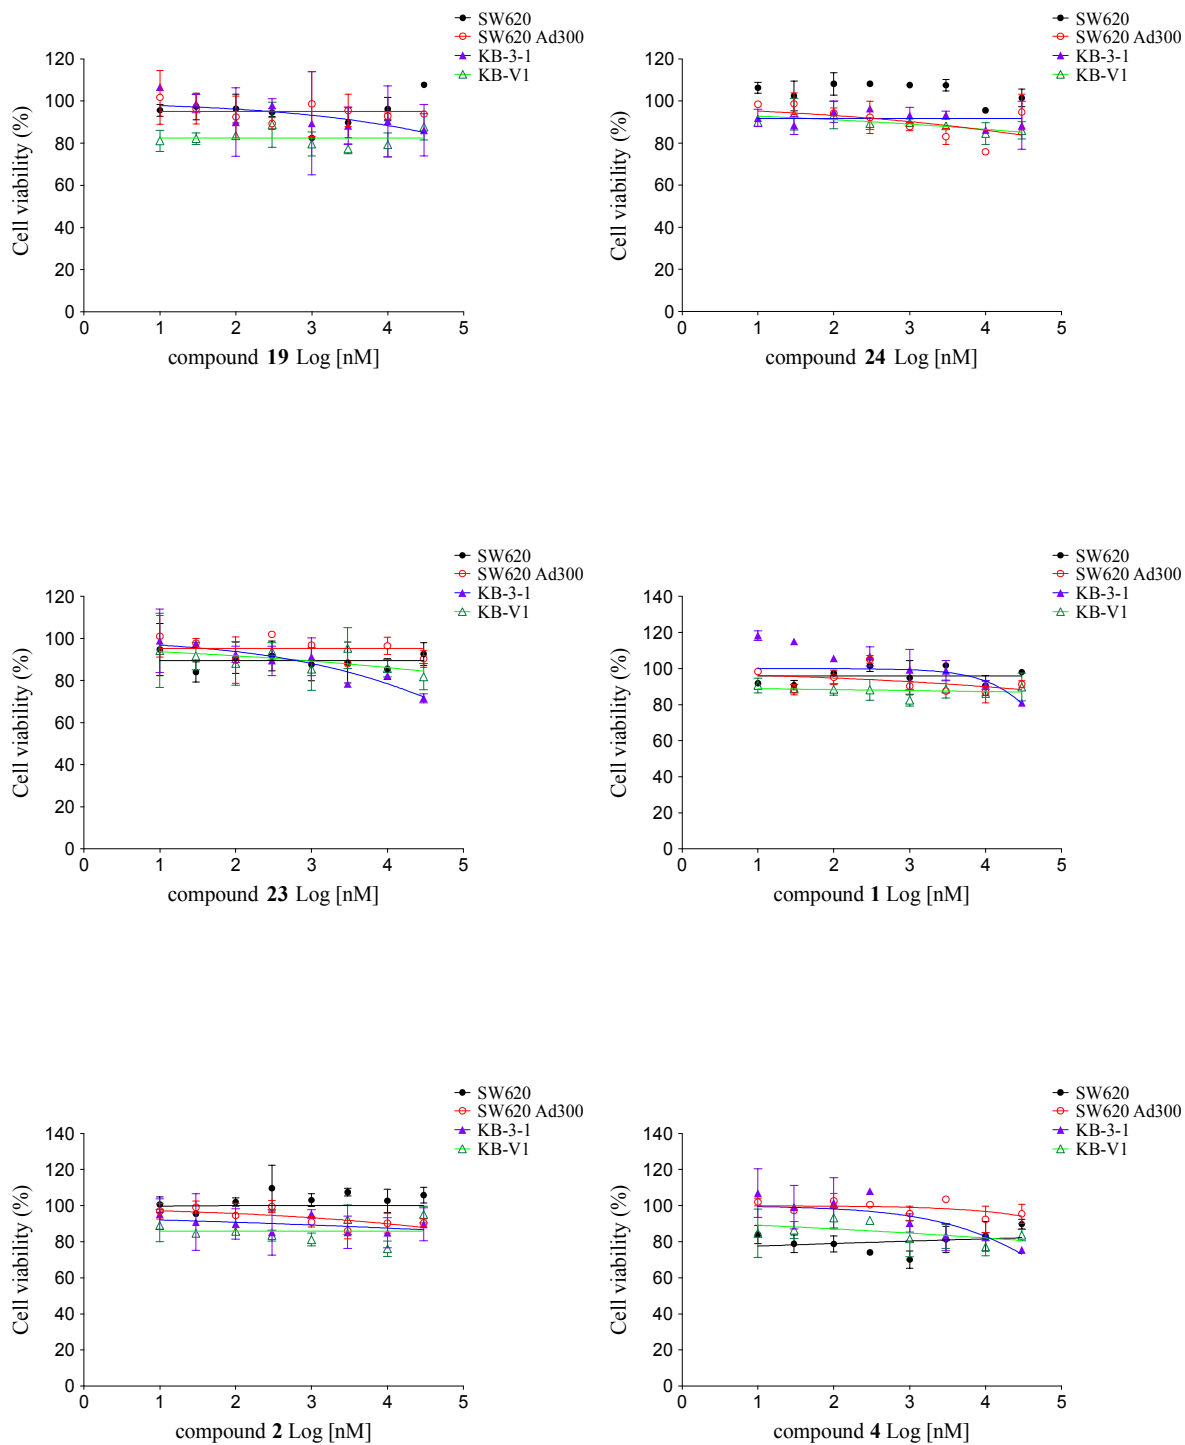 SW620
SW620 Ad300
KB-3-1
KB-V1
Cell viability (%)
120
100
80
60
40
20
0
0 1 2 3 4 5
compound 19 Log [nM]
SW620
SW620 Ad300
KB-3-1
KB-V1
Cell viability (%)
120
100
80
60
40
20
0
0 1 2 3 4 5
compound 24 Log [nM]
SW620
SW620 Ad300
KB-3-1
KB-V1
Cell viability (%)
120
100
80
60
40
20
0
0 1 2 3 4 5
compound 23 Log [nM]
SW620
SW620 Ad300
KB-3-1
KB-V1
Cell viability (%)
140
120
100
80
60
40
20
0
0 1 2 3 4 5
compound 1 Log [nM]
SW620
SW620 Ad300
KB-3-1
KB-V1
Cell viability (%)
140
120
100
80
60
40
20
0
0 1 2 3 4 5
compound 2 Log [nM]
SW620
SW620 Ad300
KB-3-1
KB-V1
Cell viability (%)
140
120
100
80
60
40
20
0
0 1 2 3 4 5
compound 4 Log [nM]